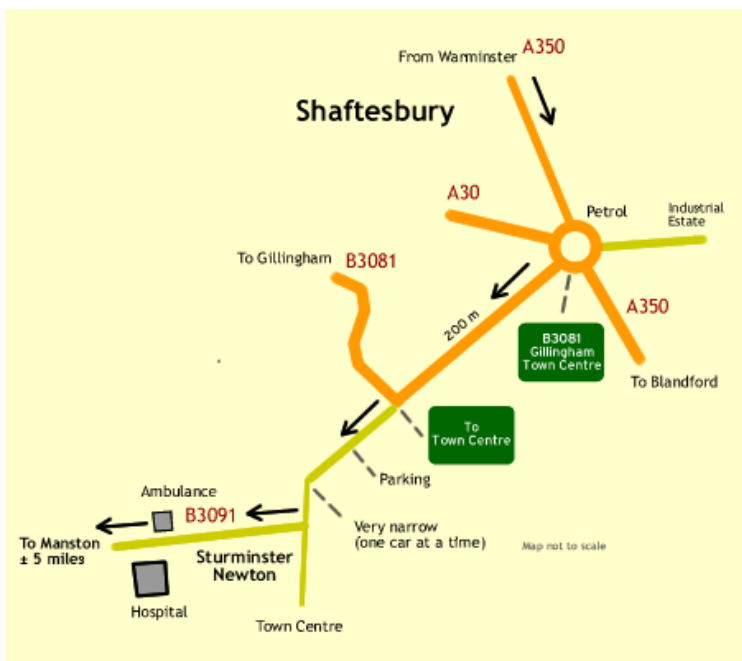 From Warminster A350
Shaftesbury
A30
Petrol
Industrial
Estate
To Gillingham B3081
A350
200 m
B3081
Gillingham
Town Centre
To Blandford
To
Town Centre
Parking
Ambulance
B3091
Very narrow
(one car at a time)
Map not to scale
To Manston
± 5 miles
Sturminster
Newton
Hospital
Town Centre